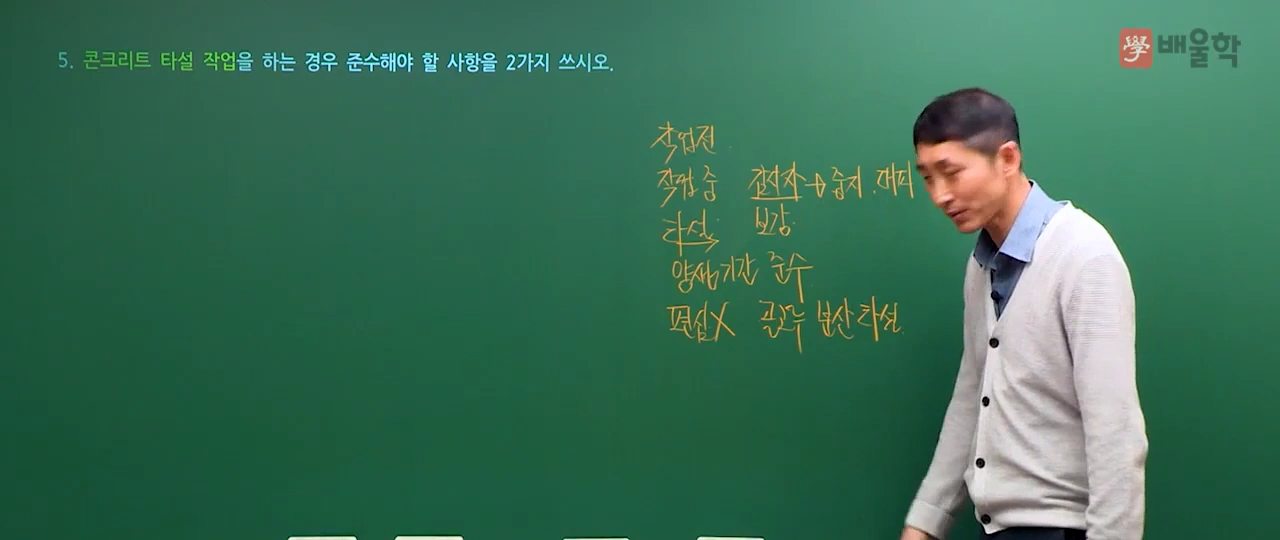 5. 콘크리트 타설 작업을 하는 경우 준수해야 할 사항을 2가지 쓰시오.
學 배울학
작업전
작업중 감시자→중지. 대피
타설 보강
양생기간 준수
편심X 골고루 분산타설